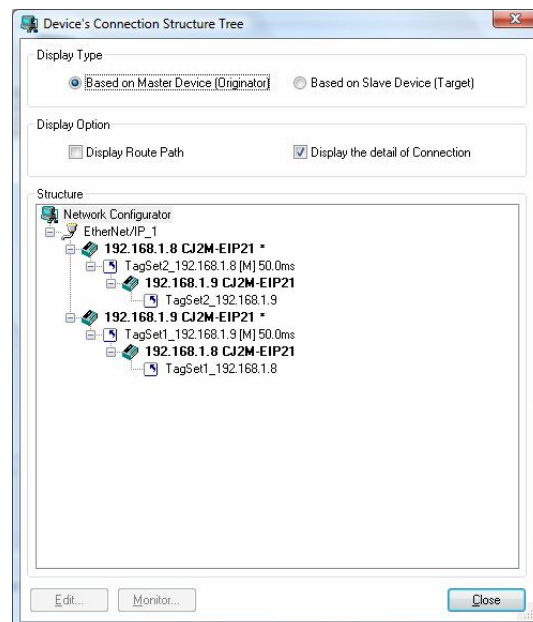 Device's Connection Structure Tree
Display Type
Based on Master Device (Originator)
Based on Slave Device (Target)
Display Option
Display Route Path
Display the detail of Connection
Structure
Network Configurator
EtherNet/IP_1
192.168.1.8 CJ2M-EIP21 *
TagSet2_192.168.1.8 [M] 50.0ms
192.168.1.9 CJ2M-EIP21
TagSet2_192.168.1.9
192.168.1.9 CJ2M-EIP21 *
TagSet1_192.168.1.9 [M] 50.0ms
192.168.1.8 CJ2M-EIP21
TagSet1_192.168.1.8
Edit...
Monitor...
Close